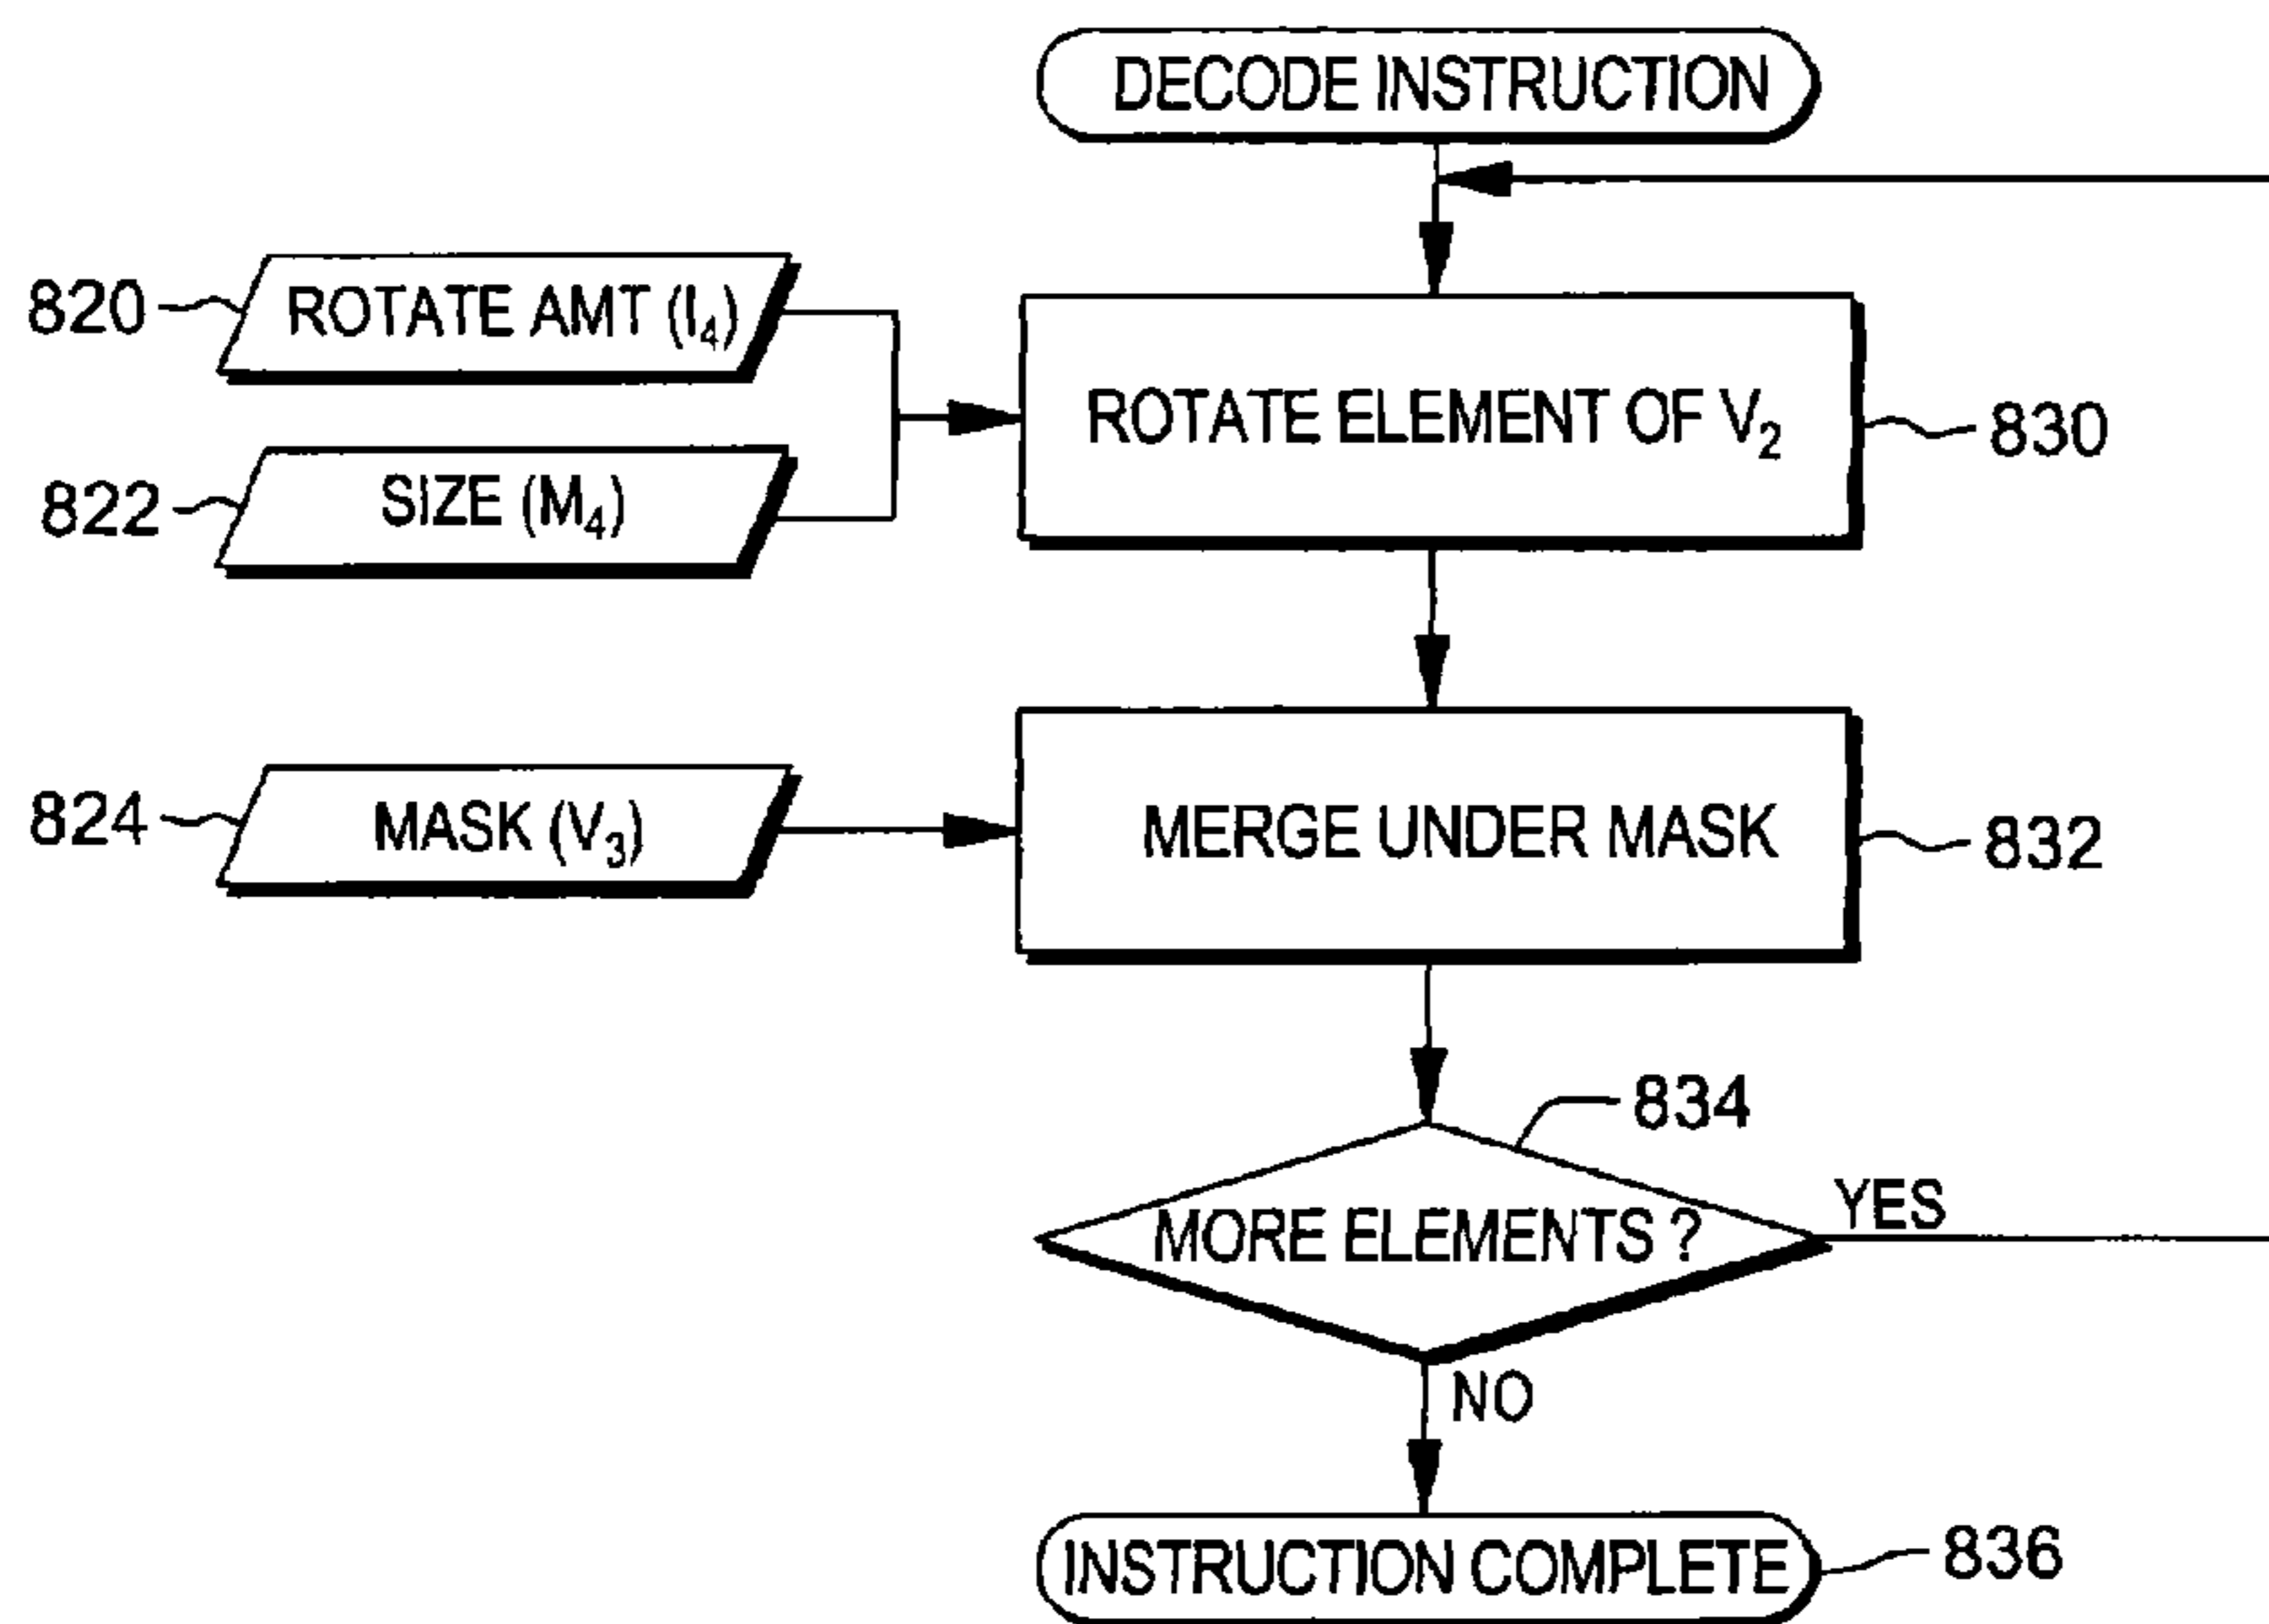 DECODE INSTRUCTION
820
ROTATE AMT (I₄)
822
SIZE (M₄)
ROTATE ELEMENT OF V₂
830
824
MASK (V₃)
MERGE UNDER MASK
832
834
MORE ELEMENTS ?
YES
NO
INSTRUCTION COMPLETE
836